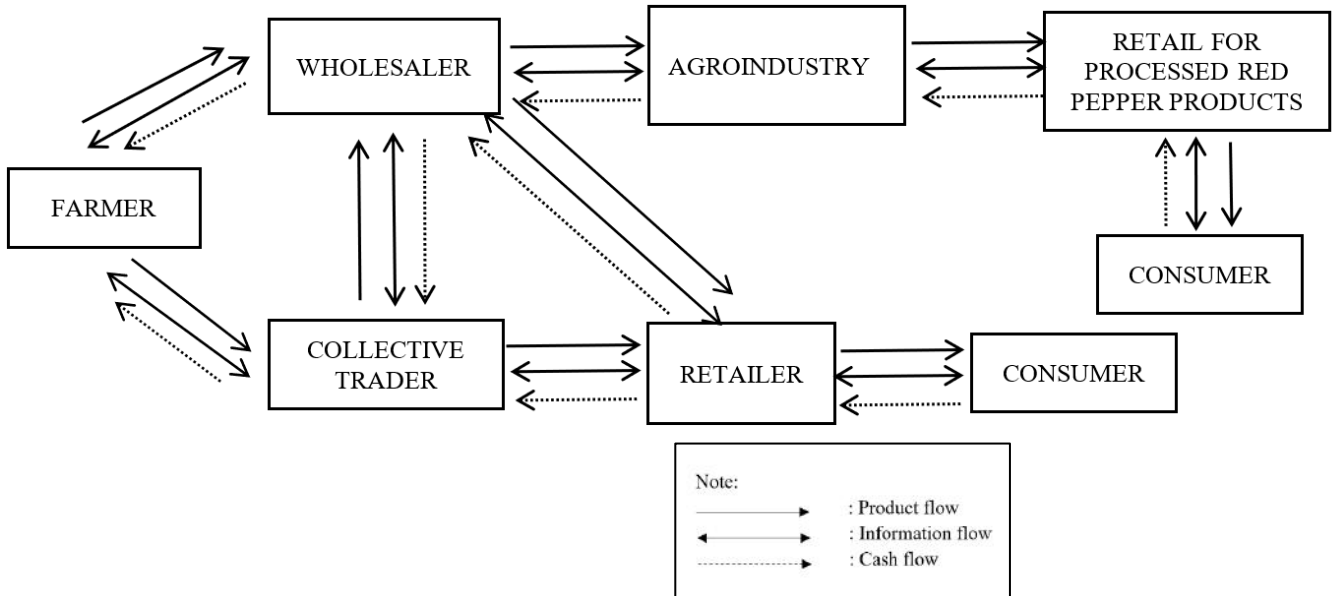 WHOLESALER
AGROINDUSTRY
RETAIL FOR
PROCESSED RED
PEPPER PRODUCTS
FARMER
CONSUMER
COLLECTIVE
TRADER
RETAILER
CONSUMER
Note:
: Product flow
: Information flow
: Cash flow